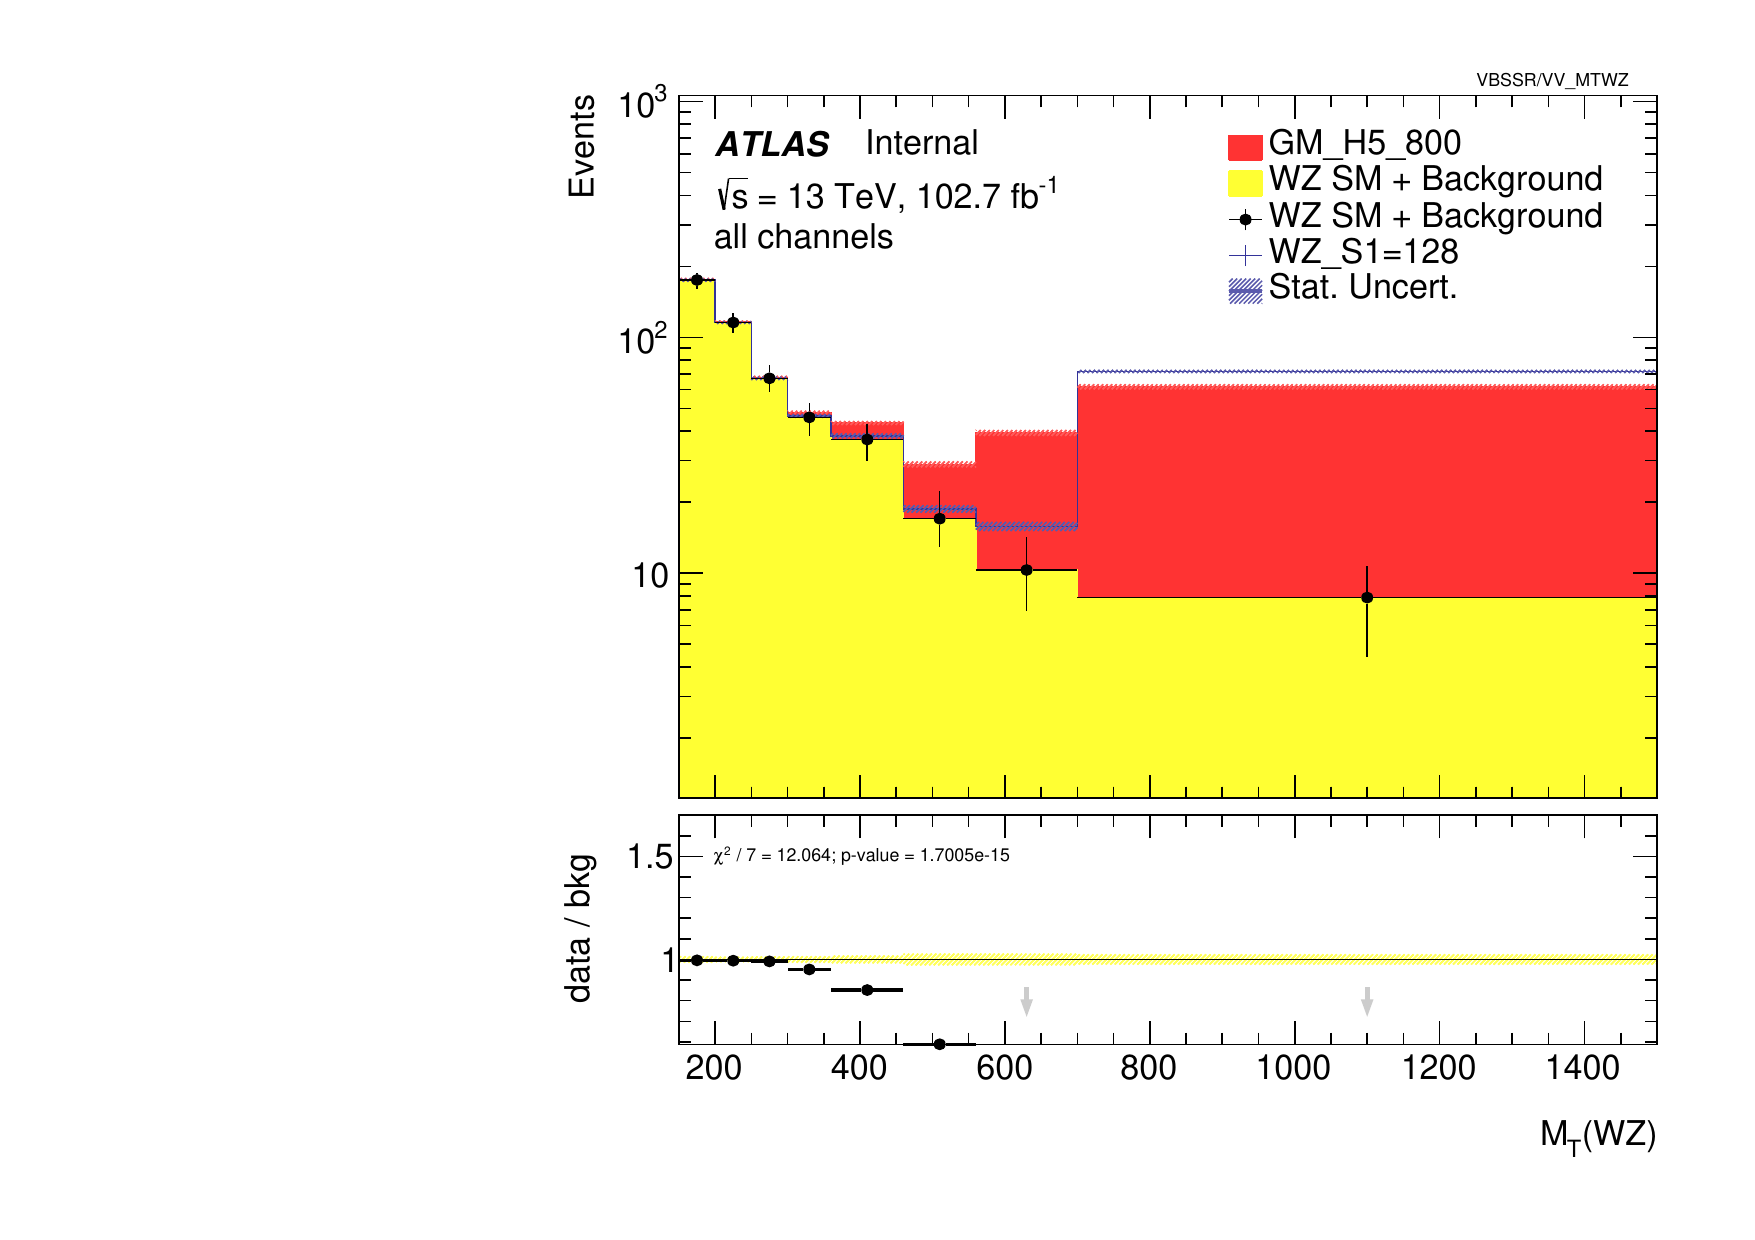 VBSSR/VV_MTWZ
Events
10³
10²
10
ATLAS Internal
√s = 13 TeV, 102.7 fb⁻¹
all channels
GM_H5_800
WZ SM + Background
WZ SM + Background
WZ_S1=128
Stat. Uncert.
data / bkg
1.5
1
χ² / 7 = 12.064; p-value = 1.7005e-15
200 400 600 800 1000 1200 1400
M_T(WZ)